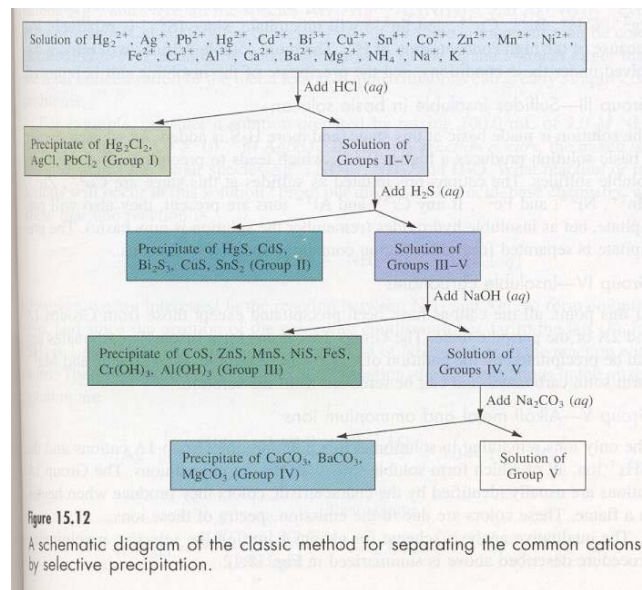 Solution of Hg₂²⁺, Ag⁺, Pb²⁺, Hg²⁺, Cd²⁺, Bi³⁺, Cu²⁺, Sn⁴⁺, Co²⁺, Zn²⁺, Mn²⁺, Ni²⁺
Fe²⁺, Cr³⁺, Al³⁺, Ca²⁺, Ba²⁺, Mg²⁺, NH₄⁺, Na⁺, K⁺
Add HCl (aq)
Precipitate of Hg₂Cl₂,
AgCl, PbCl₂ (Group I)
Solution of
Groups II–V
Add H₂S (aq)
Precipitate of HgS, CdS,
Bi₂S₃, CuS, SnS₂ (Group II)
Solution of
Groups III–V
Add NaOH (aq)
Precipitate of CoS, ZnS, MnS, NiS, FeS,
Cr(OH)₃, Al(OH)₃ (Group III)
Solution of
Groups IV, V
Add Na₂CO₃ (aq)
Precipitate of CaCO₃, BaCO₃,
MgCO₃ (Group IV)
Solution of
Group V
Figure 15.12
A schematic diagram of the classic method for separating the common cations
by selective precipitation.